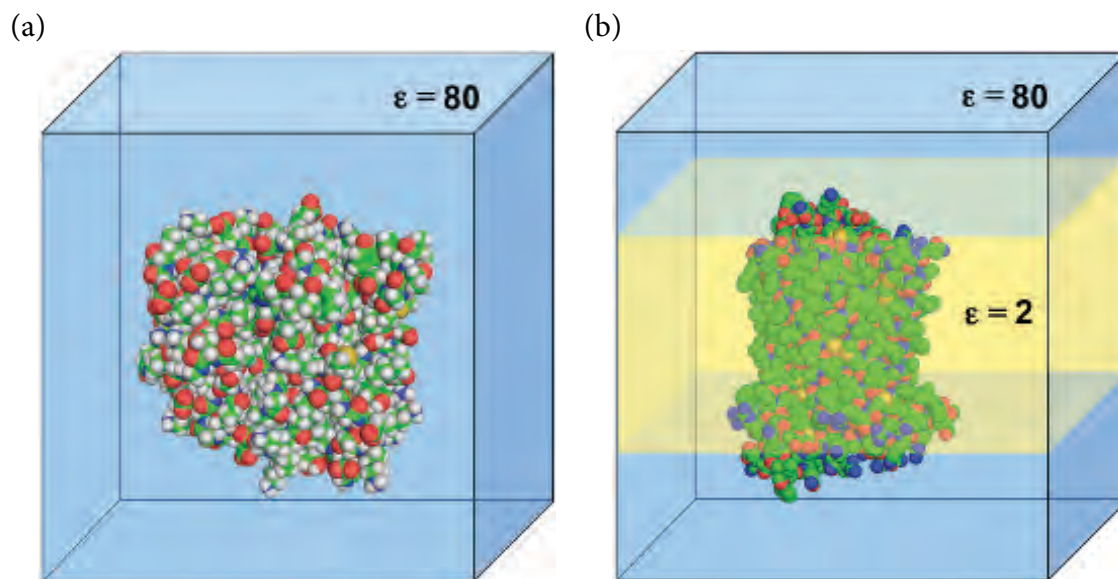 (a)
(b)
ε = 80
ε = 80
ε = 2